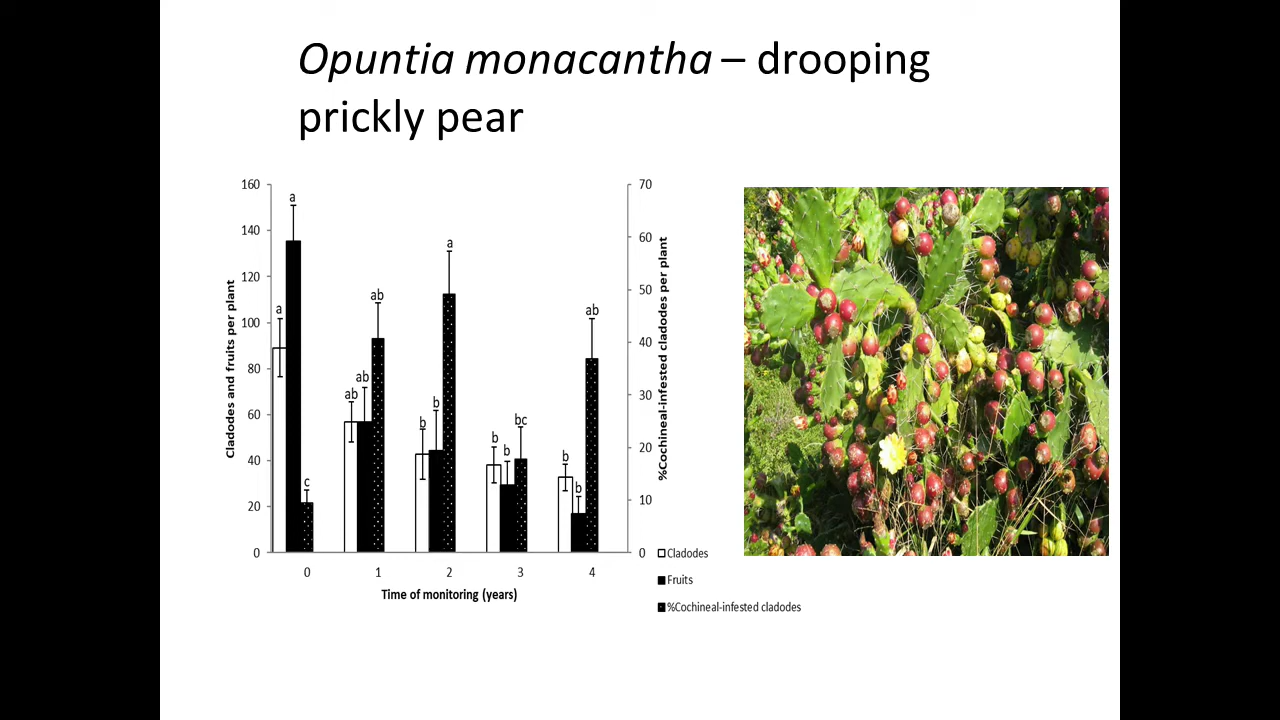 Opuntia monacantha – drooping
prickly pear
160
140
120
100
80
60
40
20
0
Cladodes and fruits per plant
70
60
50
40
30
20
10
0
%Cochineal-infested cladodes per plant
a
a
c
ab
ab
ab
b
b
a
b
b
bc
b
b
ab
0
1
2
3
4
Time of monitoring (years)
Cladodes
Fruits
%Cochineal-infested cladodes